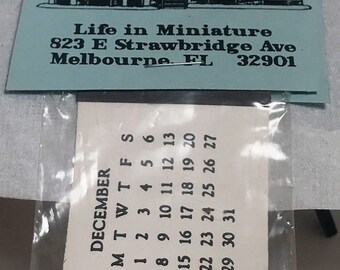 Life in Miniature
823 E Strawbridge Ave
Melbourne, FL 32901
DECEMBER
M T W T F S
1 2 3 4 5 6
8 9 10 11 12 13
15 16 17 18 19 20
22 23 24 25 26 27
29 30 31